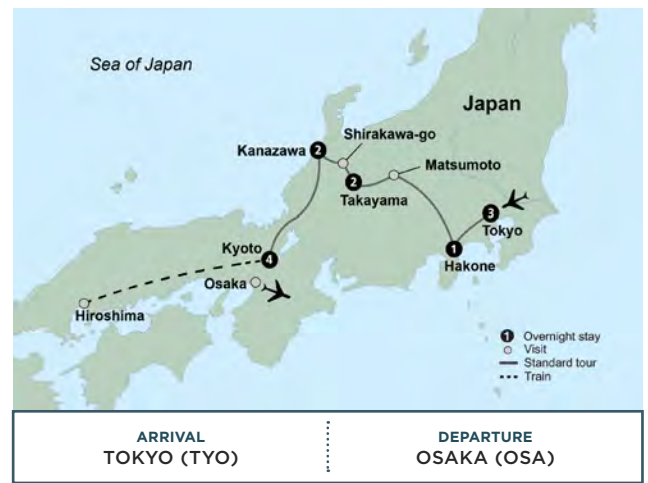 Sea of Japan
Japan
Shirakawa-go
Kanazawa 2
Matsumoto
2
Takayama
3
Tokyo
Kyoto
4
1
Hakone
Osaka
Hiroshima
1 Overnight stay
Visit
Standard tour
Train
ARRIVAL
TOKYO (TYO)
DEPARTURE
OSAKA (OSA)